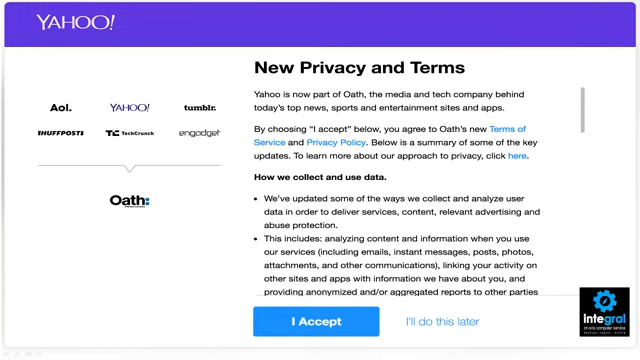 YAHOO!
New Privacy and Terms
Yahoo is now part of Oath, the media and tech company behind
today's top news, sports and entertainment sites and apps.
By choosing "I accept" below, you agree to Oath's new Terms of
Service and Privacy Policy. Below is a summary of some of the key
updates. To learn more about our approach to privacy, click here.
How we collect and use data.
• We've updated some of the ways we collect and analyze user
data in order to deliver services, content, relevant advertising and
abuse protection.
• This includes: analyzing content and information when you use
our services (including emails, instant messages, posts, photos,
attachments, and other communications), linking your activity on
other sites and apps with information we have about you, and
providing anonymized and/or aggregated reports to other parties
I Accept
I'll do this later
Aol.
YAHOO!
tumblr.
HUFFPOST
TechCrunch
engadget
Oath:
integral
on-site computer service